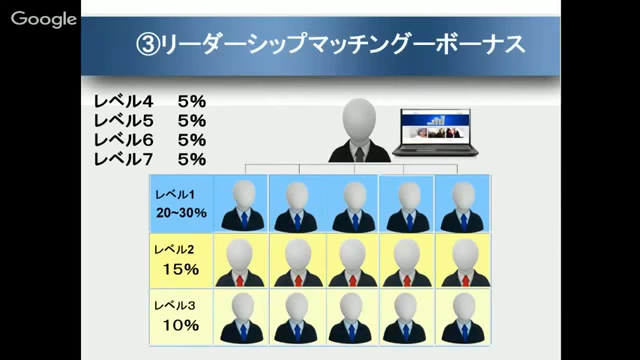 Google
③リーダーシップマッチングーボーナス
レベル4 5%
レベル5 5%
レベル6 5%
レベル7 5%
レベル1
20~30%
レベル2
15%
レベル3
10%